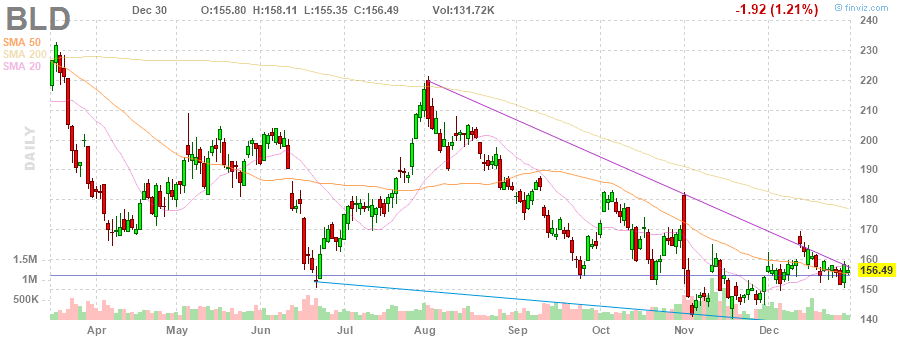 BLD
Dec 30 O:155.80 H:158.11 L:155.35 C:156.49 Vol:131.72K
-1.92 (1.21%)
© finviz.com
SMA 50
SMA 200
SMA 20
DAILY
240
230
220
210
200
190
180
170
160
156.49
150
140
1.5M
1M
500K
Apr May Jun Jul Aug Sep Oct Nov Dec